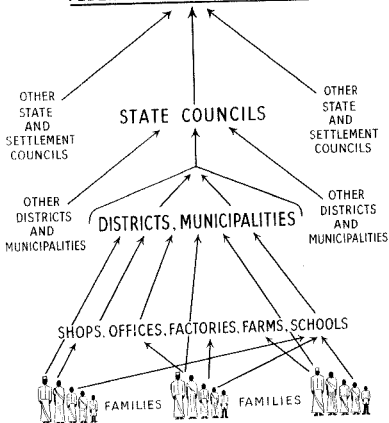 OTHER
STATE
AND
SETTLEMENT
COUNCILS
STATE COUNCILS
OTHER
STATE
AND
SETTLEMENT
COUNCILS
OTHER
DISTRICTS
AND
MUNICIPALITIES
DISTRICTS, MUNICIPALITIES
OTHER
DISTRICTS
AND
MUNICIPALITIES
SHOPS, OFFICES, FACTORIES, FARMS, SCHOOLS
FAMILIES
FAMILIES